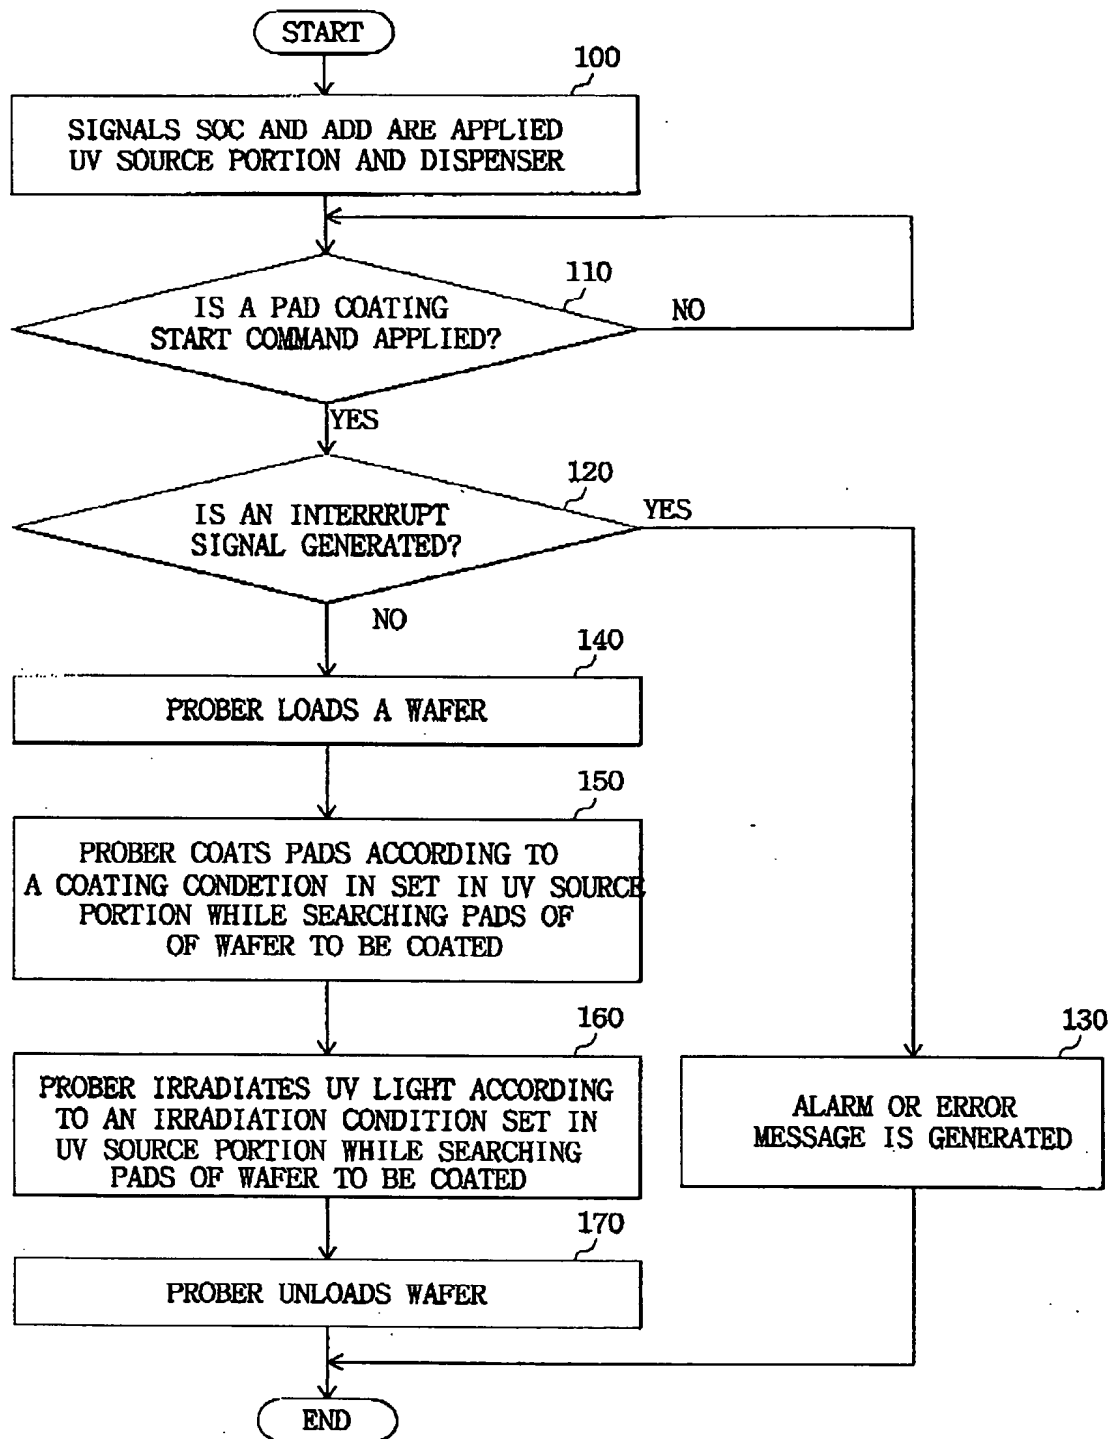 START
100
SIGNALS SOC AND ADD ARE APPLIED
UV SOURCE PORTION AND DISPENSER
110
IS A PAD COATING
START COMMAND APPLIED?
NO
YES
120
IS AN INTERRRUPT
SIGNAL GENERATED?
YES
NO
140
PROBER LOADS A WAFER
150
PROBER COATS PADS ACCORDING TO
A COATING CONDETION IN SET IN UV SOURCE
PORTION WHILE SEARCHING PADS OF
OF WAFER TO BE COATED
160
PROBER IRRADIATES UV LIGHT ACCORDING
TO AN IRRADIATION CONDITION SET IN
UV SOURCE PORTION WHILE SEARCHING
PADS OF WAFER TO BE COATED
130
ALARM OR ERROR
MESSAGE IS GENERATED
170
PROBER UNLOADS WAFER
END